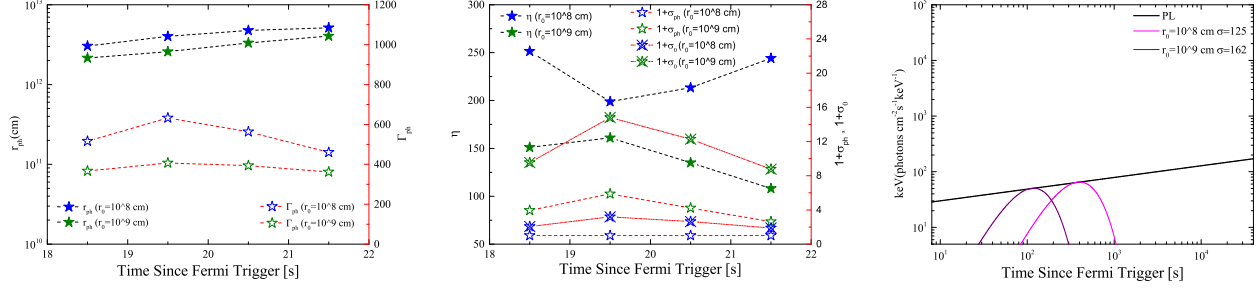 10^13
10^12
10^11
10^10
r_ph(cm)
1200
1000
800
600
400
200
0
Γ_ph
r_ph (r_0=10^8 cm)
r_ph (r_0=10^9 cm)
Γ_ph (r_0=10^8 cm)
Γ_ph (r_0=10^9 cm)
18 19 20 21 22
Time Since Fermi Trigger [s]
300
250
200
150
100
50
η
28
24
20
16
12
8
4
0
1+σ_ph , 1+σ_0
η (r_0=10^8 cm)
η (r_0=10^9 cm)
1+σ_ph (r_0=10^8 cm)
1+σ_ph (r_0=10^9 cm)
1+σ_0 (r_0=10^8 cm)
1+σ_0 (r_0=10^9 cm)
18 19 20 21 22
Time Since Fermi Trigger [s]
10^5
10^4
10^3
10^2
10^1
keV(photons cm^-2 s^-1 keV^-1)
PL
r_0=10^8 cm σ=125
r_0=10^9 cm σ=162
10^1 10^2 10^3 10^4
Time Since Fermi Trigger [s]